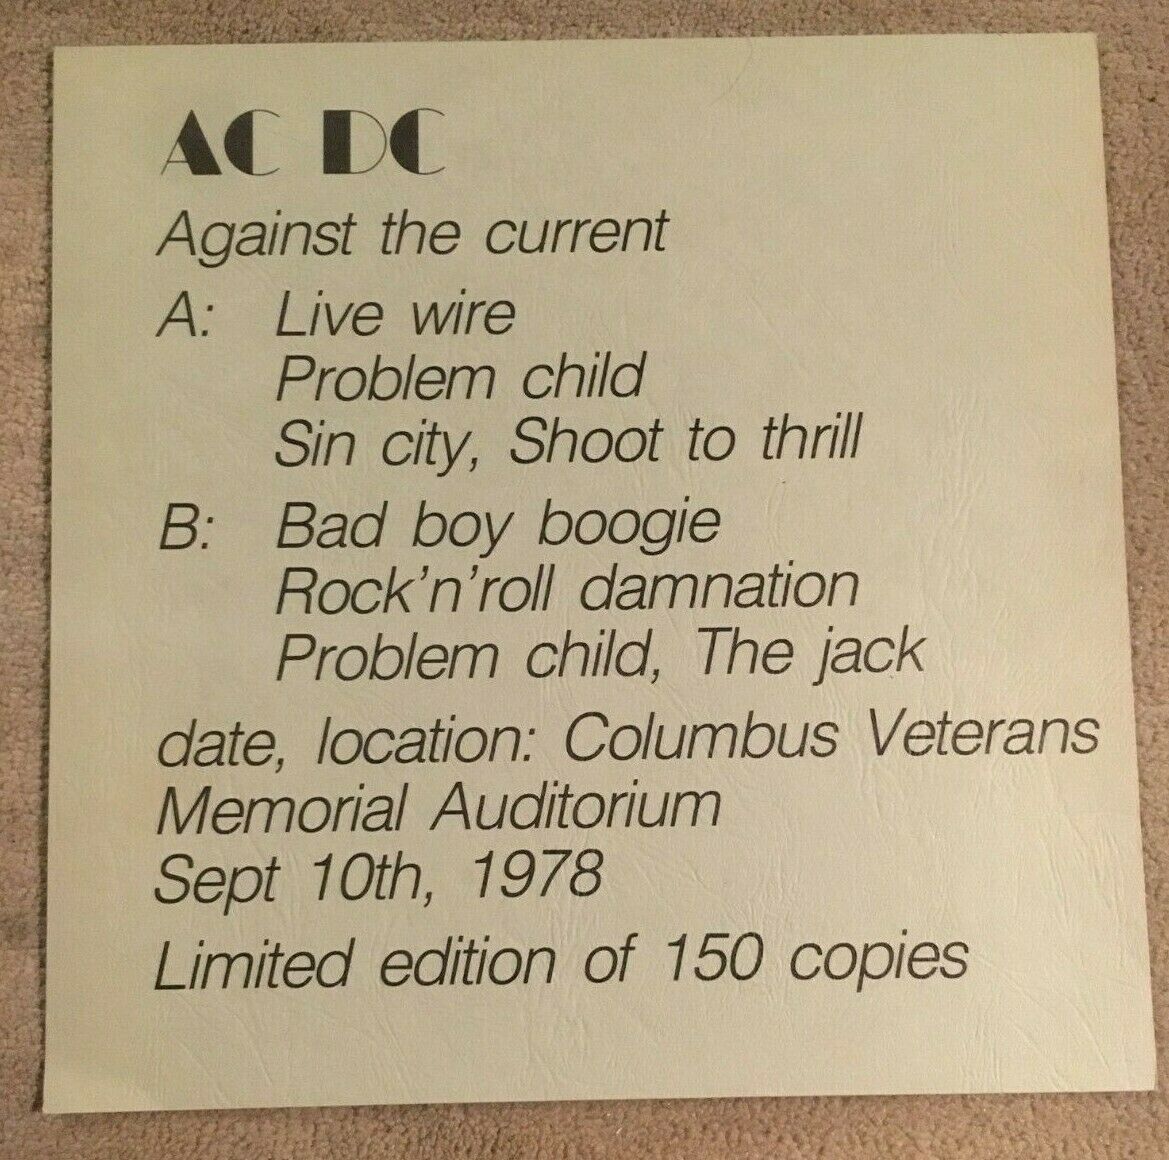 AC DC
Against the current
A: Live wire
Problem child
Sin city, Shoot to thrill
B: Bad boy boogie
Rock'n'roll damnation
Problem child, The jack
date, location: Columbus Veterans
Memorial Auditorium
Sept 10th, 1978
Limited edition of 150 copies